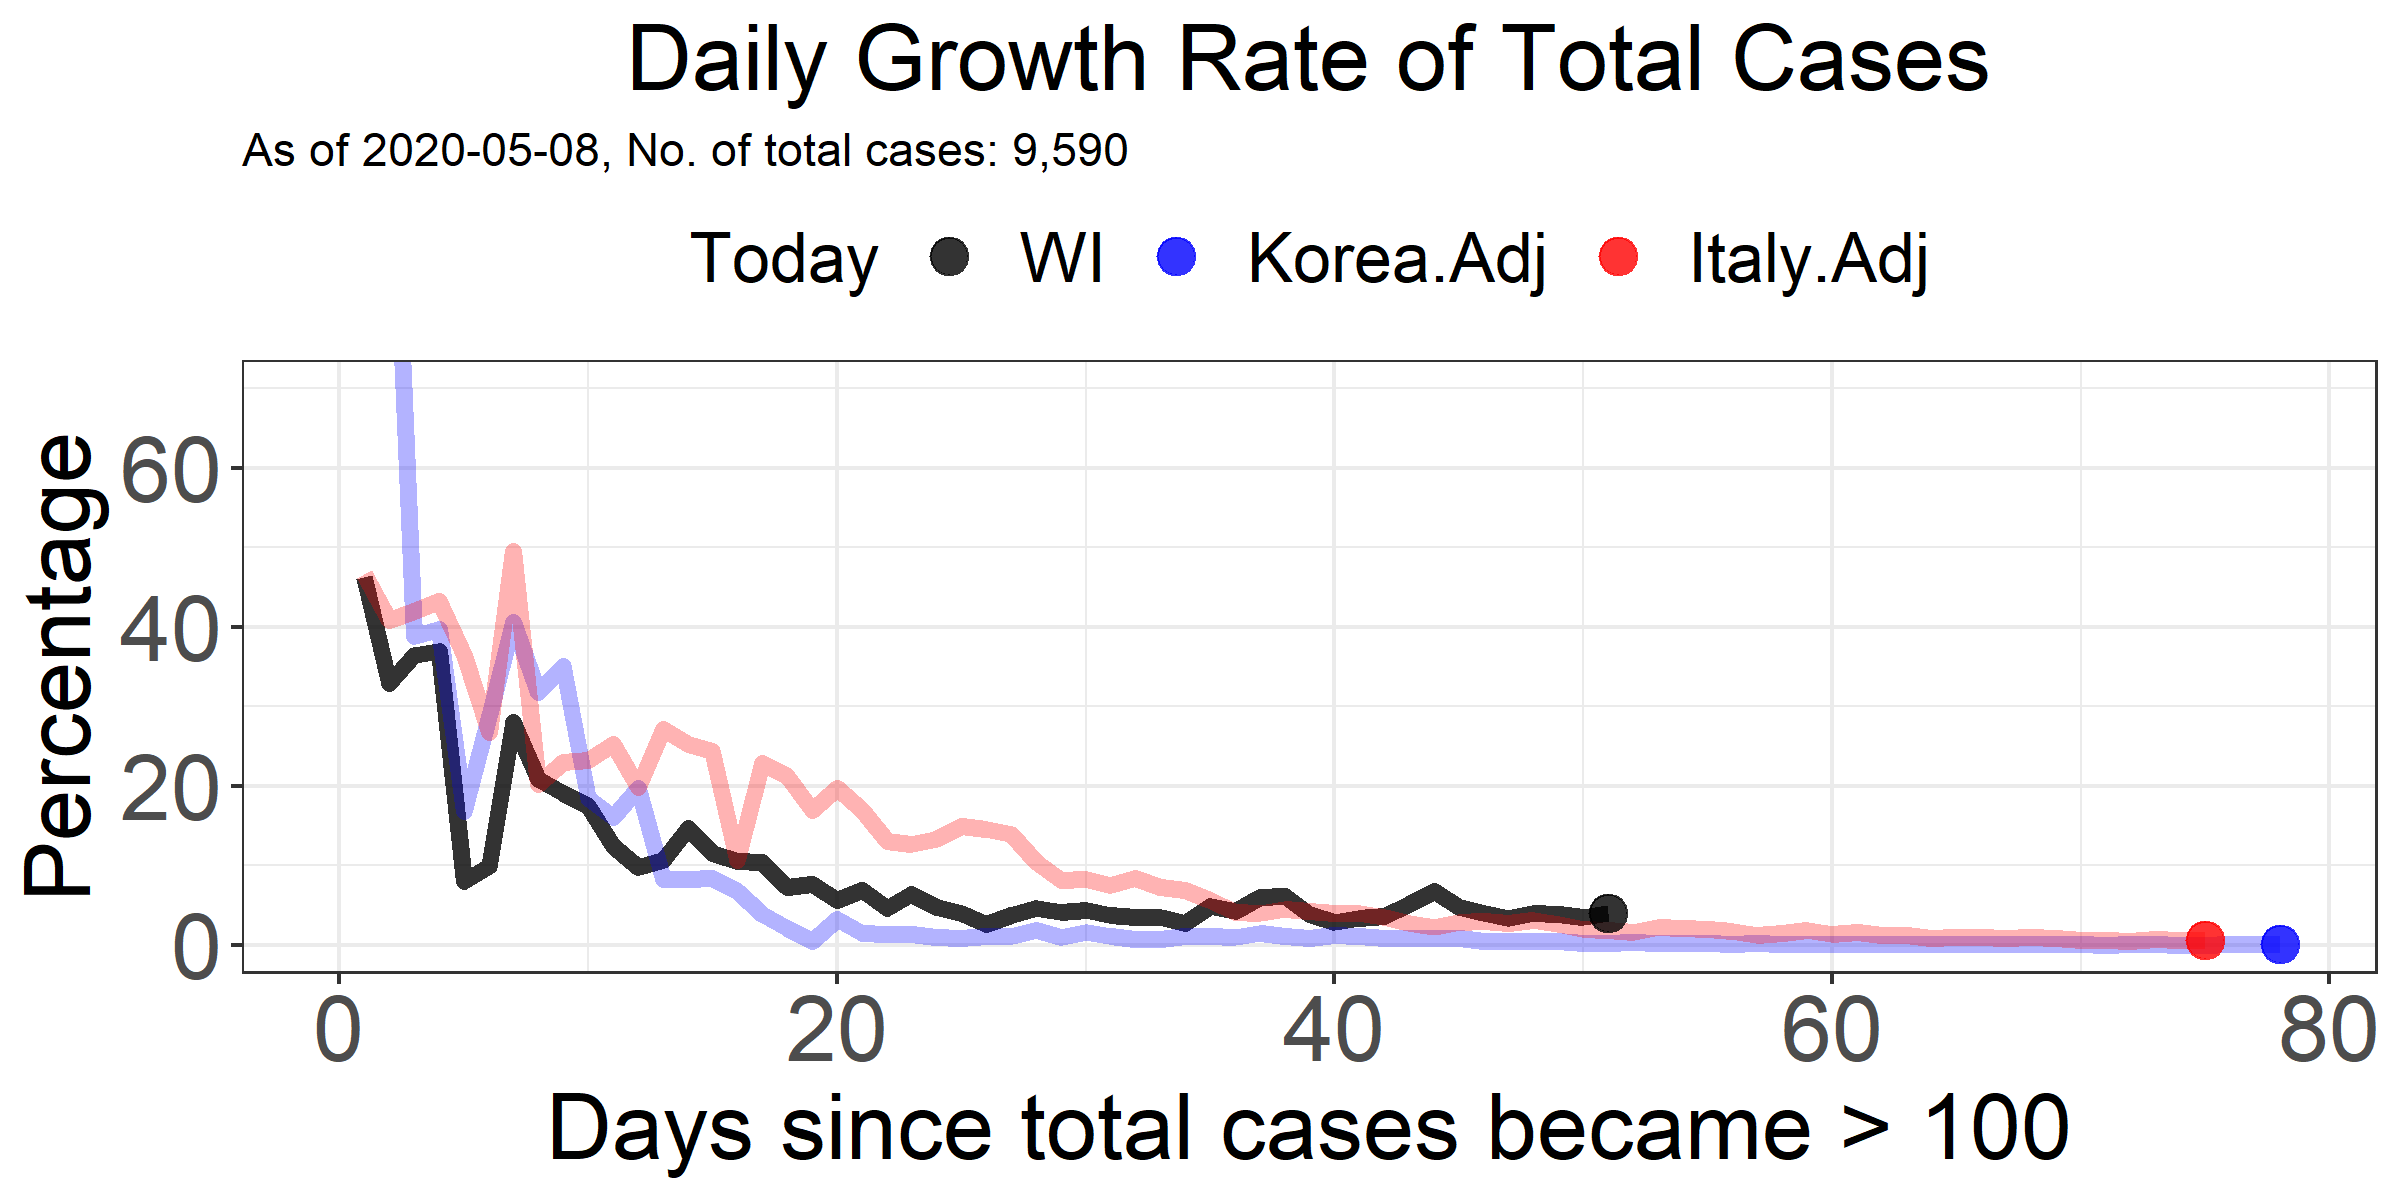 Daily Growth Rate of Total Cases
As of 2020-05-08, No. of total cases: 9,590
Today WI Korea.Adj Italy.Adj
Percentage
60
40
20
0
0 20 40 60 80
Days since total cases became > 100